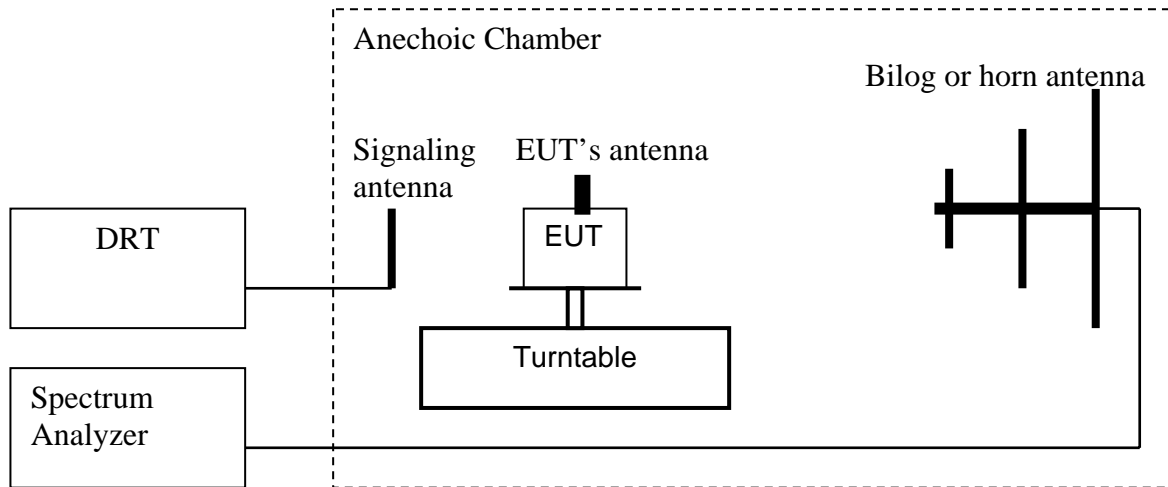 Anechoic Chamber
Bilog or horn antenna
Signaling
antenna
EUT’s antenna
DRT
EUT
Turntable
Spectrum
Analyzer